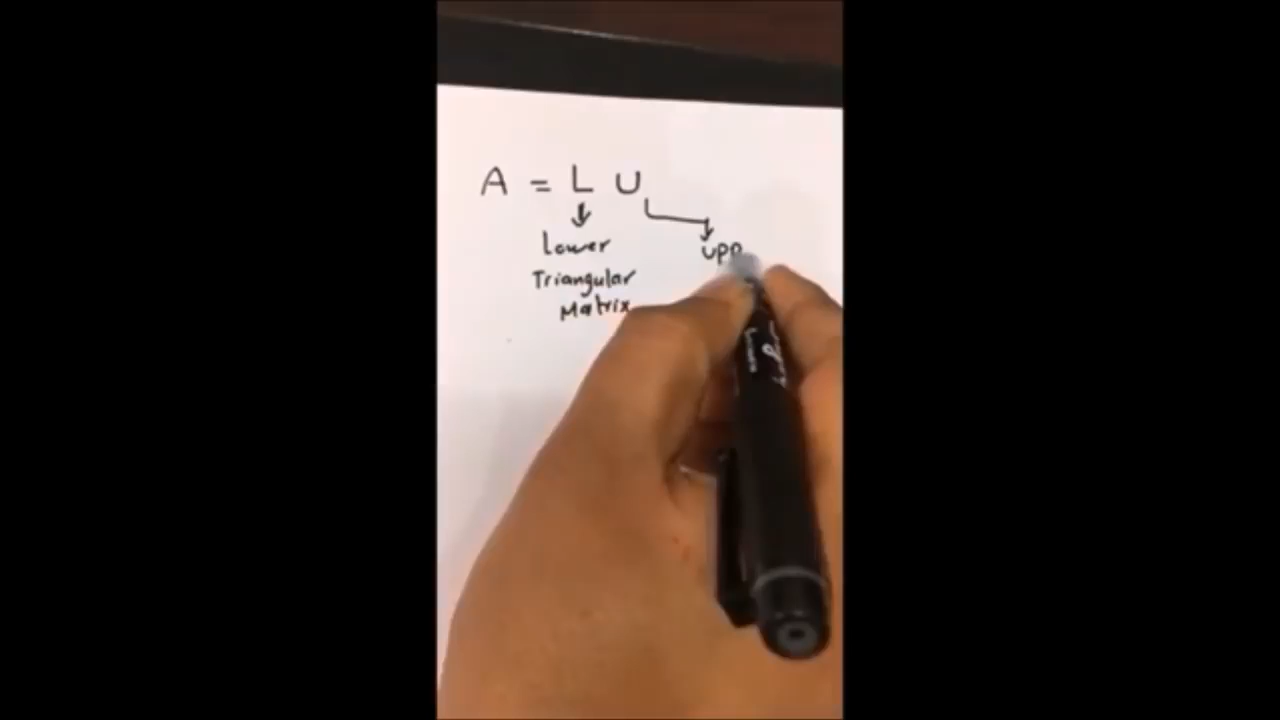 A = L U
Lower
Triangular
Matrix
upp